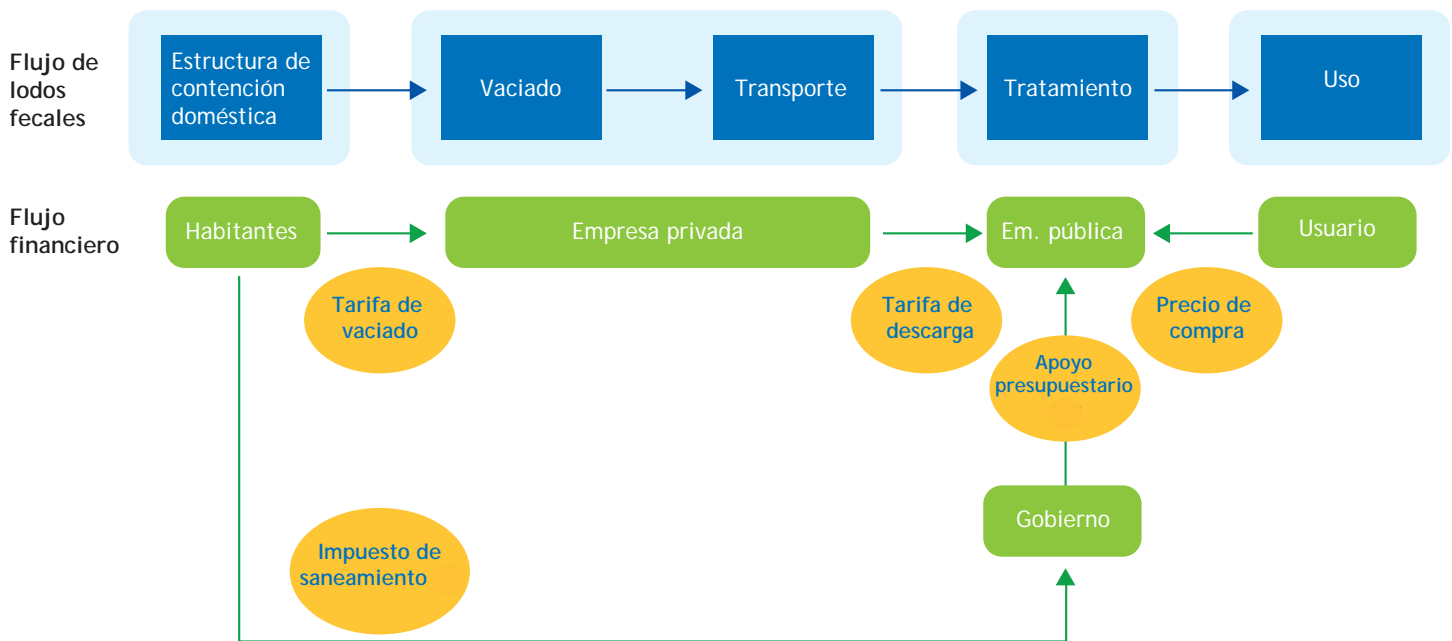 Flujo de
lodos
fecales
Estructura de
contención
doméstica
Vaciado
Transporte
Tratamiento
Uso
Flujo
financiero
Habitantes
Empresa privada
Em. pública
Usuario
Tarifa de
vaciado
Tarifa de
descarga
Precio de
compra
Apoyo
presupuestario
Gobierno
Impuesto de
saneamiento